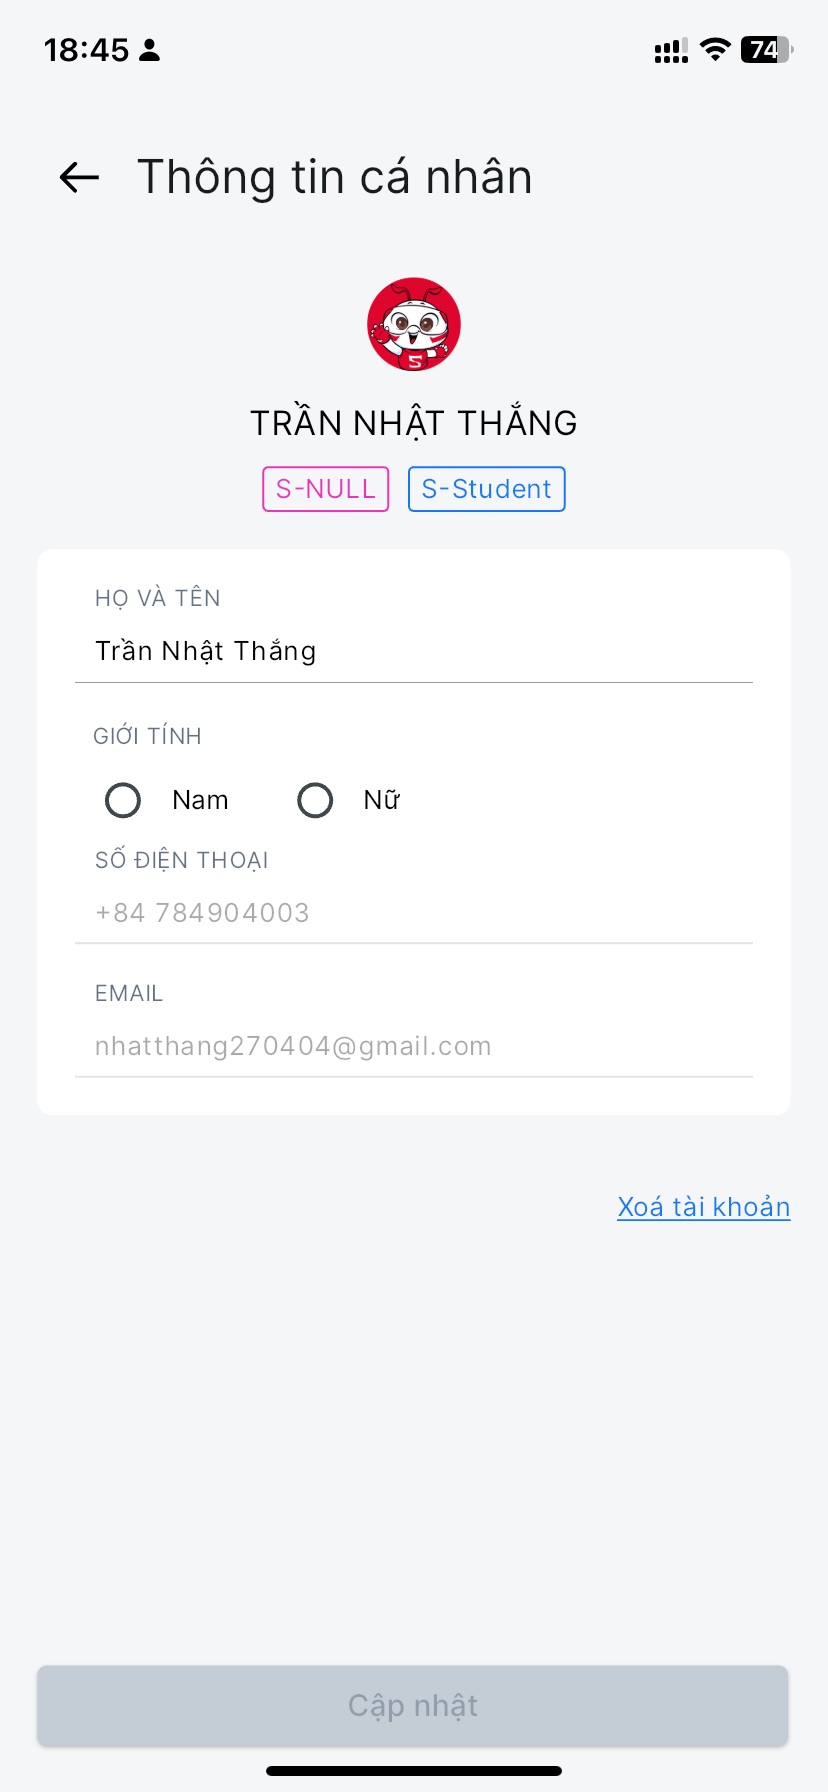 18:45
74
Thông tin cá nhân
S
TRẦN NHẬT THẮNG
S-NULL S-Student
HỌ VÀ TÊN
Trần Nhật Thắng
GIỚI TÍNH
Nam Nữ
SỐ ĐIỆN THOẠI
+84 784904003
EMAIL
nhatthang270404@gmail.com
Xoá tài khoản
Cập nhật